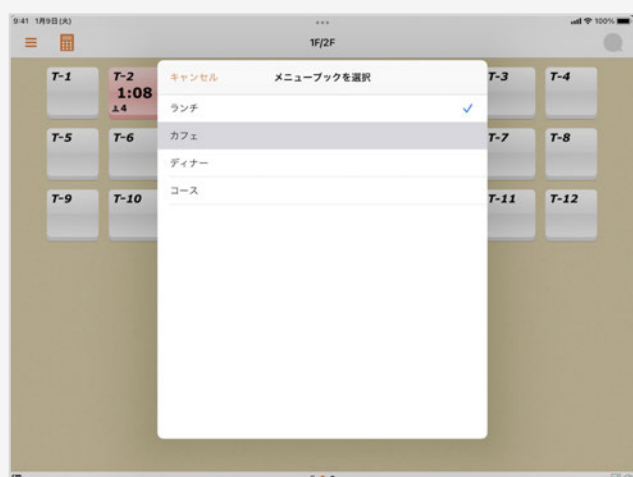 9:41 1月9日(火)
100%
1F/2F
キャンセル メニューブックを選択
ランチ
カフェ
ディナー
コース
T-1 T-2 T-3 T-4
1:08
4
T-5 T-6 T-7 T-8
T-9 T-10 T-11 T-12